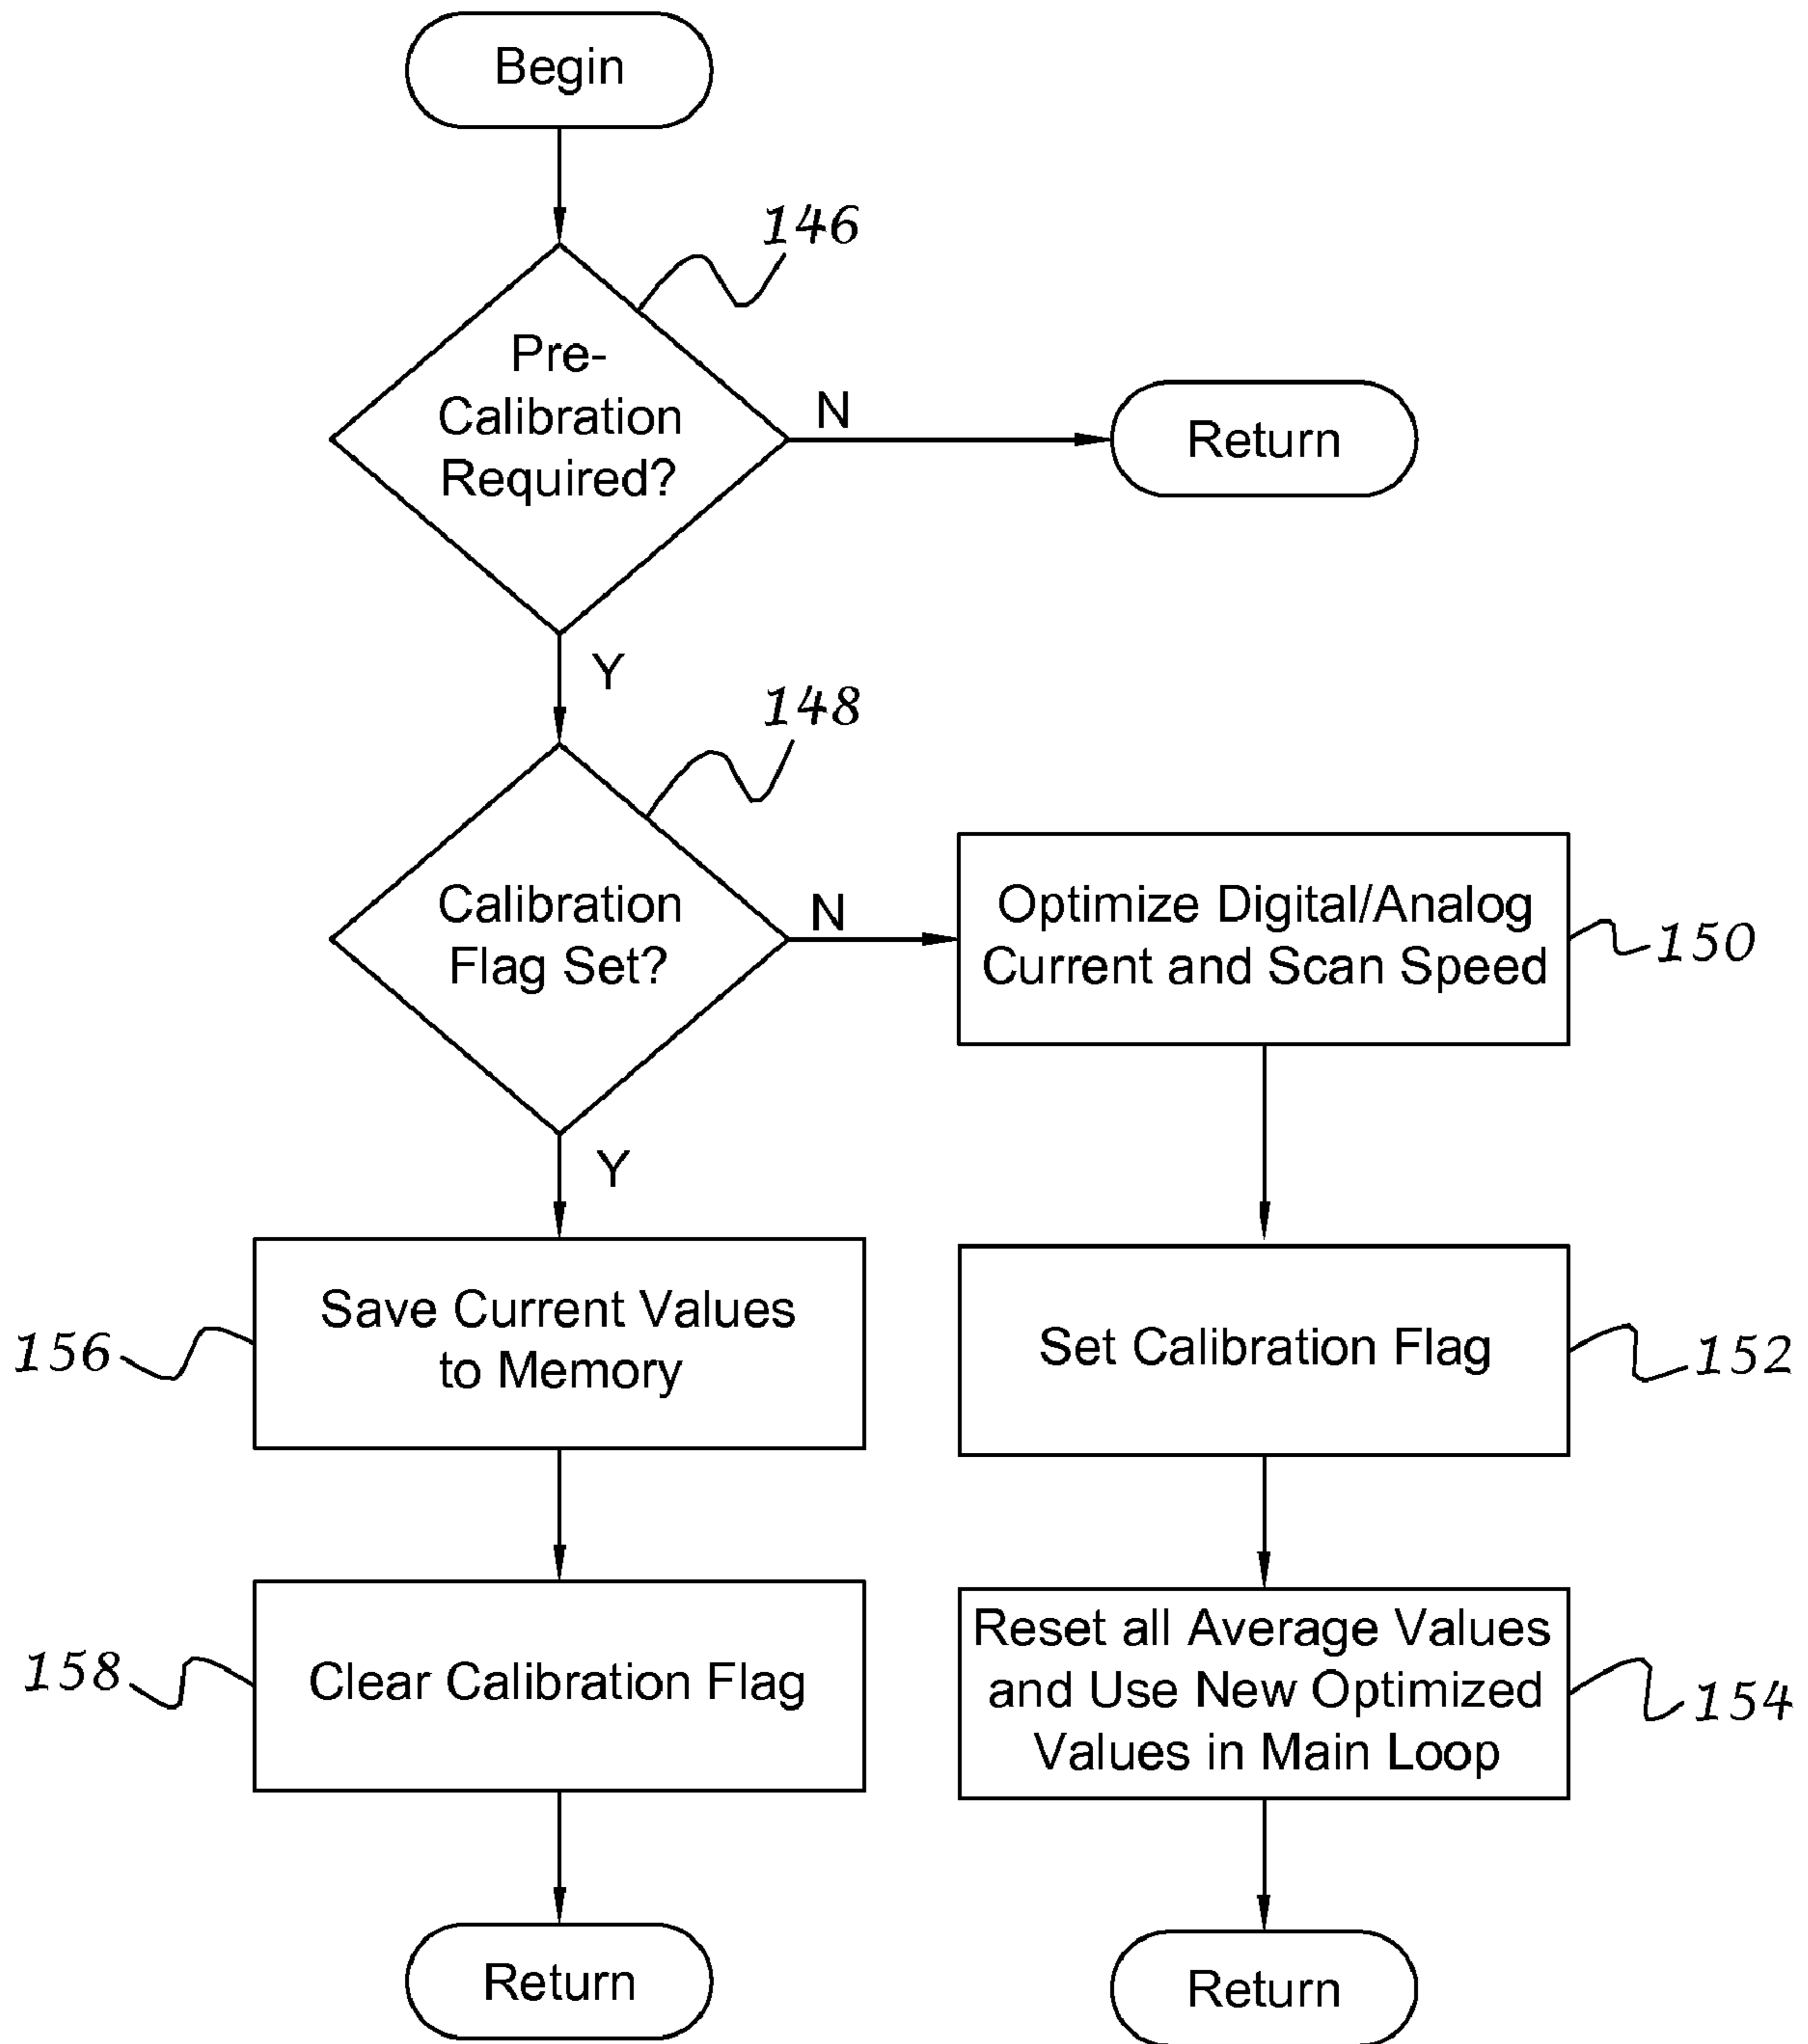 Begin
146
Pre-
Calibration
Required?
N
Return
Y
148
Calibration
Flag Set?
N
Optimize Digital/Analog
Current and Scan Speed
150
Y
Save Current Values
to Memory
156
Set Calibration Flag
152
Clear Calibration Flag
158
Reset all Average Values
and Use New Optimized
Values in Main Loop
154
Return
Return